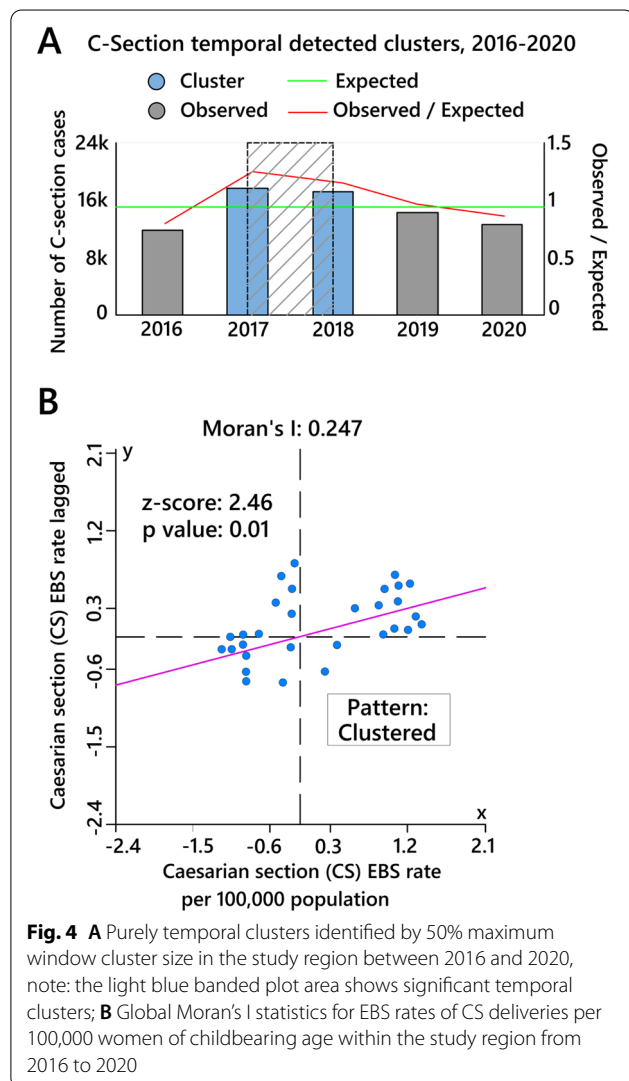 A C-Section temporal detected clusters, 2016-2020
Cluster Expected
Observed Observed / Expected
Number of C-section cases
24k
16k
8k
0
1.5
1
0.5
0
Observed / Expected
2016 2017 2018 2019 2020
B
Moran's I: 0.247
y
z-score: 2.46
p value: 0.01
Caesarian section (CS) EBS rate lagged
2.1
1.2
0.3
-0.6
-1.5
-2.4
Pattern:
Clustered
x
-2.4 -1.5 -0.6 0.3 1.2 2.1
Caesarian section (CS) EBS rate
per 100,000 population
Fig. 4 A Purely temporal clusters identified by 50% maximum
window cluster size in the study region between 2016 and 2020,
note: the light blue banded plot area shows significant temporal
clusters; B Global Moran's I statistics for EBS rates of CS deliveries per
100,000 women of childbearing age within the study region from
2016 to 2020